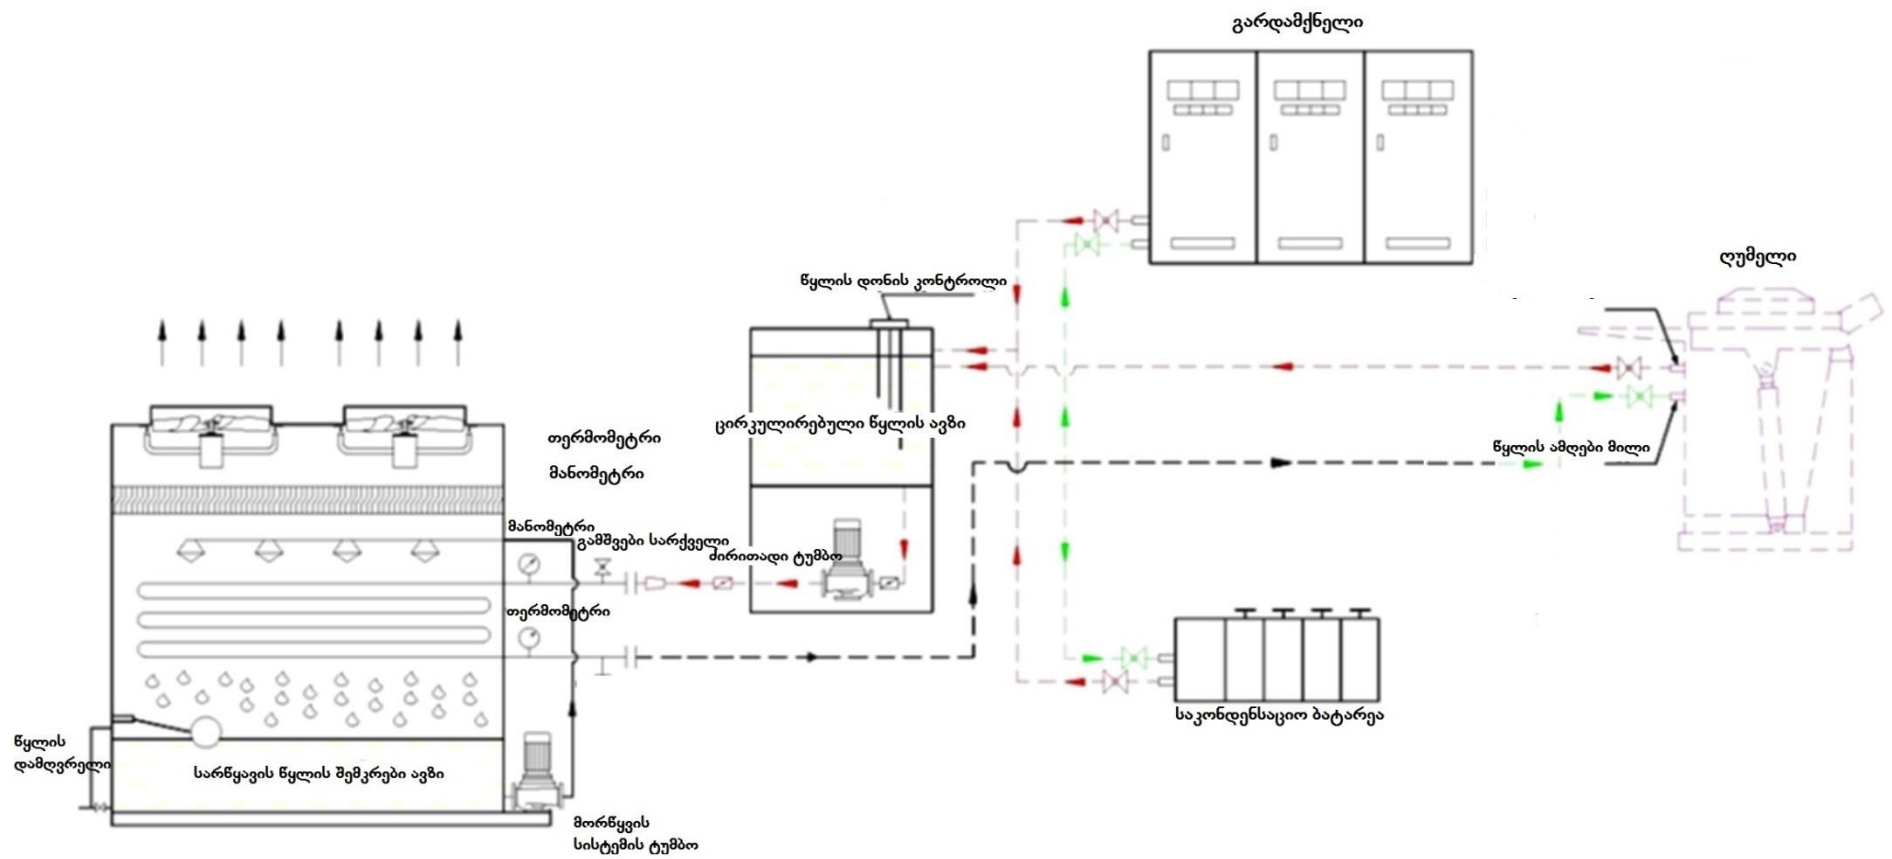 გარდამქნელი
ღუმელი
წყლის დონის კონტროლი
ცირკულირებული წყლის ავზი
თერმომეტრი
მანომეტრი
წყლის ამღები მილი
მანომეტრი
გამშვები სარქველი
ძირითადი ტუმბო
თერმომეტრი
საკონდენსაციო ბატარეა
წყლის
დამღვრელი
სარწყავის წყლის შემკრები ავზი
მორწყვის
სისტემის ტუმბო